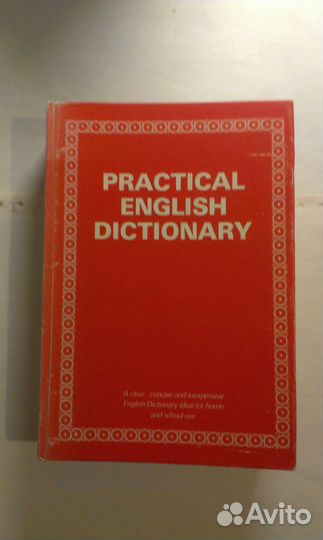 PRACTICAL
ENGLISH
DICTIONARY
A clear, concise and inexpensive
English Dictionary ideal for home
and school use
Avito